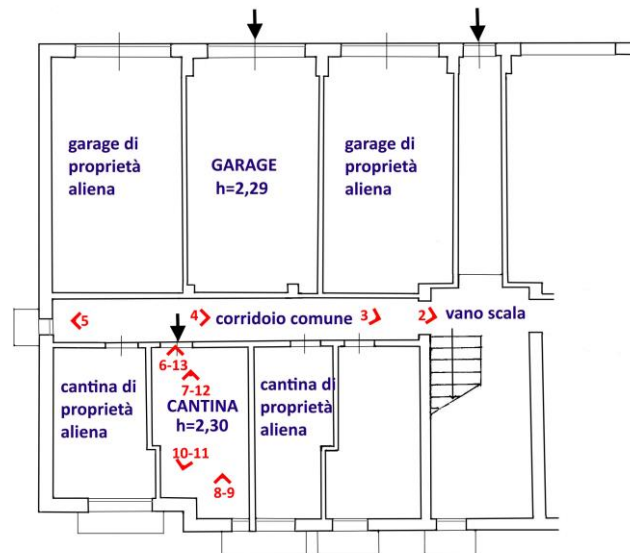 garage di
proprietà
aliena
GARAGE
h=2,29
garage di
proprietà
aliena
5
4
corridoio comune
3
2
vano scala
6-13
7-12
cantina di
proprietà
aliena
CANTINA
h=2,30
cantina di
proprietà
aliena
10-11
8-9